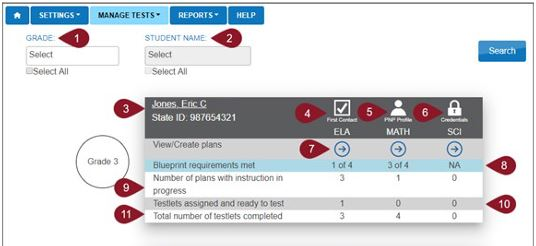 SETTINGS MANAGE TESTS REPORTS HELP
GRADE: 1 STUDENT NAME: 2
Select Select
Select All Select All
Search
3 Jones, Eric C 4 5 6
State ID: 987654321 First Contact PNP Profile Credentials
ELA MATH SCI
View/Create plans 7
Grade 3
Blueprint requirements met 1 of 4 3 of 4 NA 8
Number of plans with instruction in progress 3 1 0
9
Testlets assigned and ready to test 1 0 0 10
11 Total number of testlets completed 3 4 0